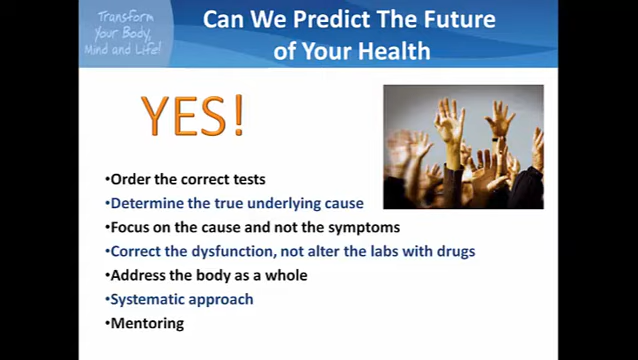 Transform
Your Body,
Mind and Life!
Can We Predict The Future
of Your Health
YES!
•Order the correct tests
•Determine the true underlying cause
•Focus on the cause and not the symptoms
•Correct the dysfunction, not alter the labs with drugs
•Address the body as a whole
•Systematic approach
•Mentoring